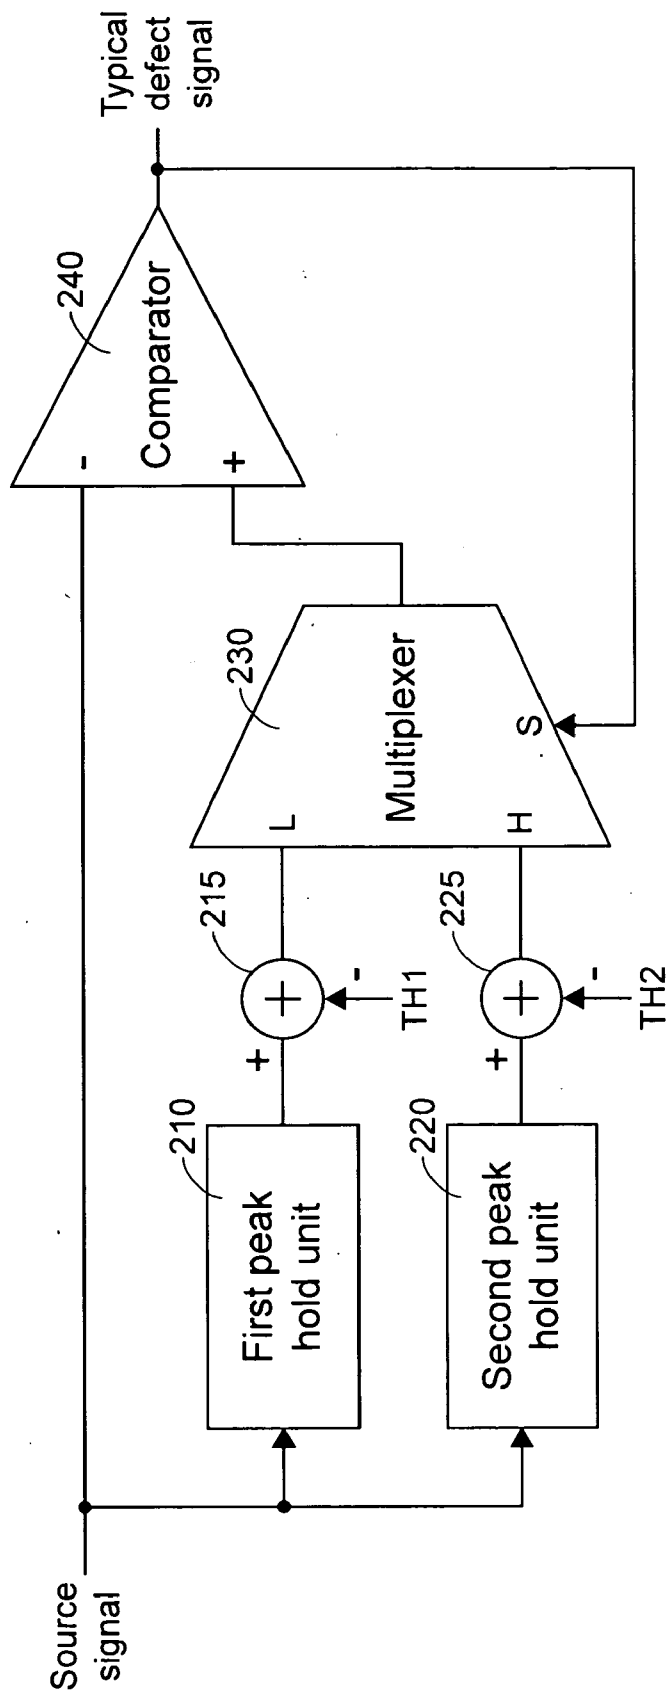 Source
signal
First peak
hold unit
210
+
+
215
-
TH1
Second peak
hold unit
220
+
+
225
-
TH2
L
H
S
Multiplexer
230
-
+
Comparator
240
Typical
defect
signal